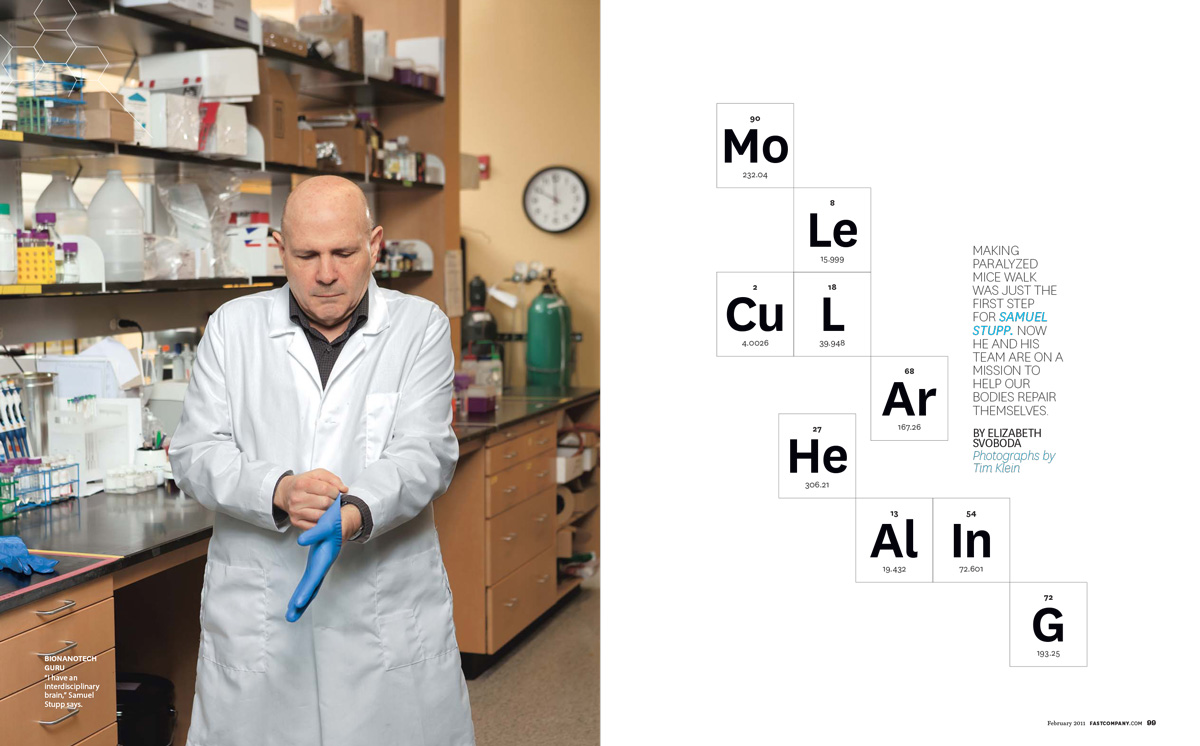 BIONANOTECH
GURU
"I have an
interdisciplinary
brain," Samuel
Stupp says.
90
Mo
232.04
8
Le
15.999
2
Cu
4.0026
18
L
39.948
68
Ar
167.26
27
He
306.21
13
Al
19.432
54
In
72.601
72
G
193.25
MAKING
PARALYZED
MICE WALK
WAS JUST THE
FIRST STEP
FOR SAMUEL
STUPP. NOW
HE AND HIS
TEAM ARE ON A
MISSION TO
HELP OUR
BODIES REPAIR
THEMSELVES.
BY ELIZABETH
SVOBODA
Photographs by
Tim Klein
February 2011 FASTCOMPANY.COM 99